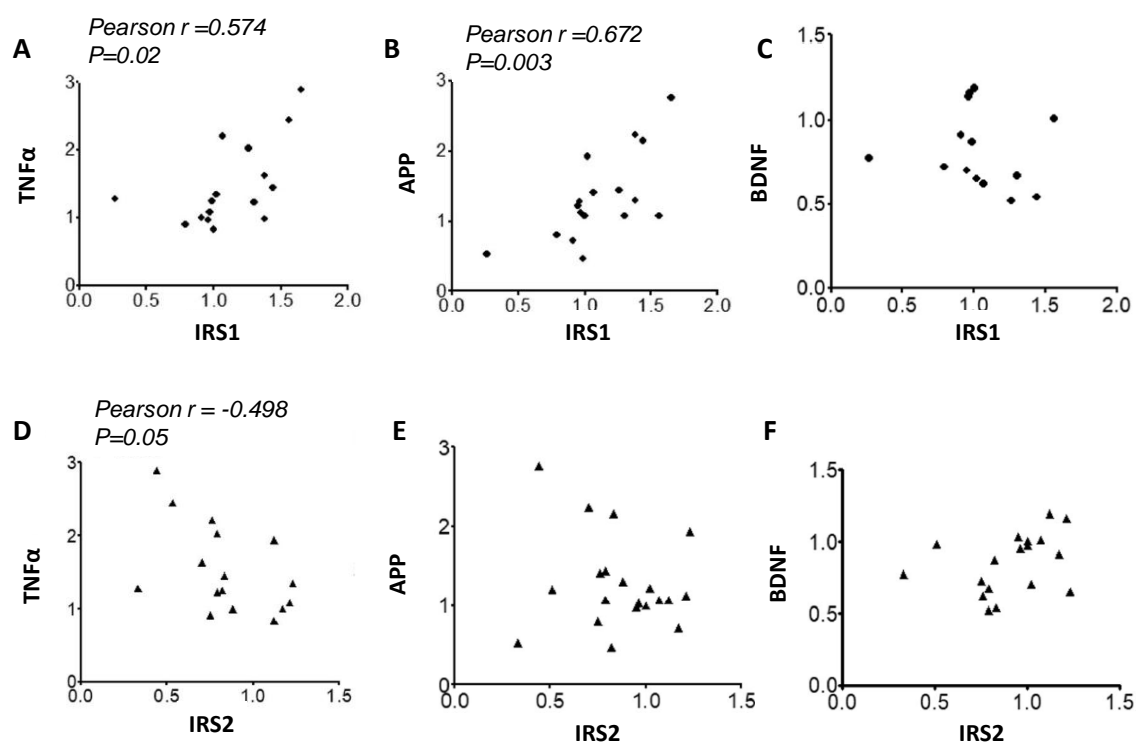 A
Pearson r =0.574
P=0.02
TNFα
3
2
1
0
0.0 0.5 1.0 1.5 2.0
IRS1
B
Pearson r =0.672
P=0.003
APP
3
2
1
0
0.0 0.5 1.0 1.5 2.0
IRS1
C
BDNF
1.5
1.0
0.5
0.0
0.0 0.5 1.0 1.5 2.0
IRS1
D
Pearson r = -0.498
P=0.05
TNFα
3
2
1
0
0.0 0.5 1.0 1.5
IRS2
E
APP
3
2
1
0
0.0 0.5 1.0 1.5
IRS2
F
BDNF
1.5
1.0
0.5
0.0
0.0 0.5 1.0 1.5
IRS2